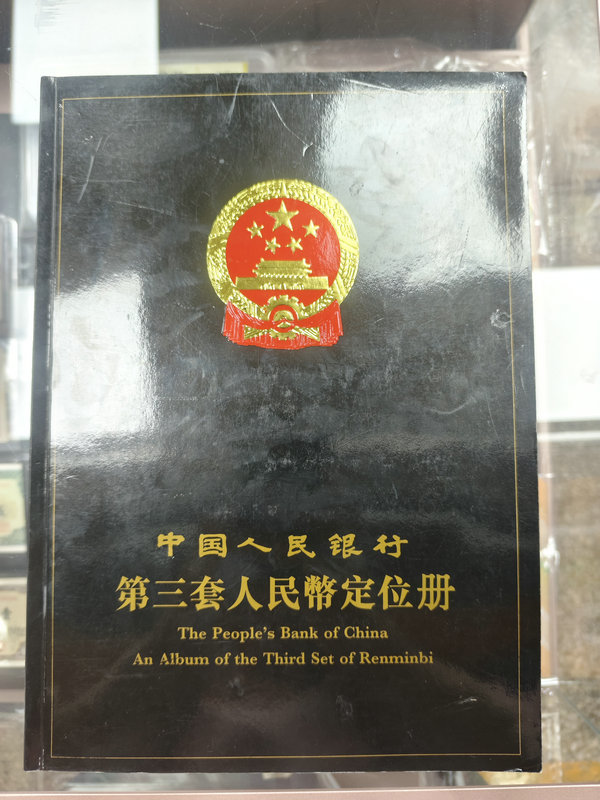 中国人民银行
第三套人民幣定位册
The People's Bank of China
An Album of the Third Set of Renminbi